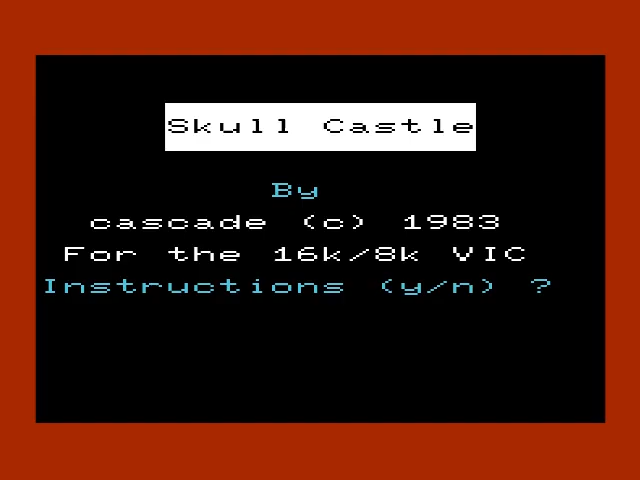 Skull Castle
By
cascade (c) 1983
For the 16k/8k VIC
Instructions (y/n) ?